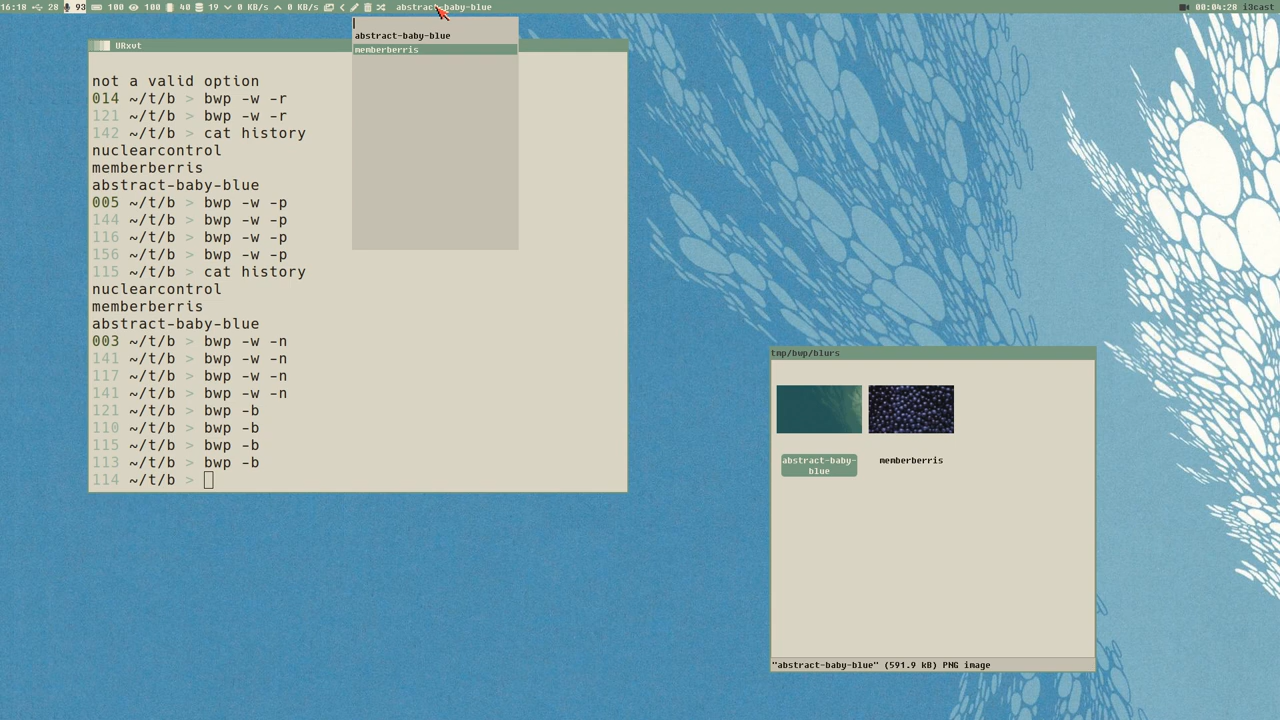 16:18 28 93 100 100 40 19 0 KB/s 0 KB/s abstract-baby-blue 00:04:28 i3cast
abstract-baby-blue
memberberris
URxvt
not a valid option
014 ~/t/b > bwp -w -r
121 ~/t/b > bwp -w -r
142 ~/t/b > cat history
nuclearcontrol
memberberris
abstract-baby-blue
005 ~/t/b > bwp -w -p
144 ~/t/b > bwp -w -p
116 ~/t/b > bwp -w -p
156 ~/t/b > bwp -w -p
115 ~/t/b > cat history
nuclearcontrol
memberberris
abstract-baby-blue
003 ~/t/b > bwp -w -n
141 ~/t/b > bwp -w -n
117 ~/t/b > bwp -w -n
141 ~/t/b > bwp -w -n
121 ~/t/b > bwp -b
110 ~/t/b > bwp -b
115 ~/t/b > bwp -b
113 ~/t/b > bwp -b
114 ~/t/b >
tmp/bwp/blurs
abstract-baby-
blue
memberberris
"abstract-baby-blue" (591.9 kB) PNG image